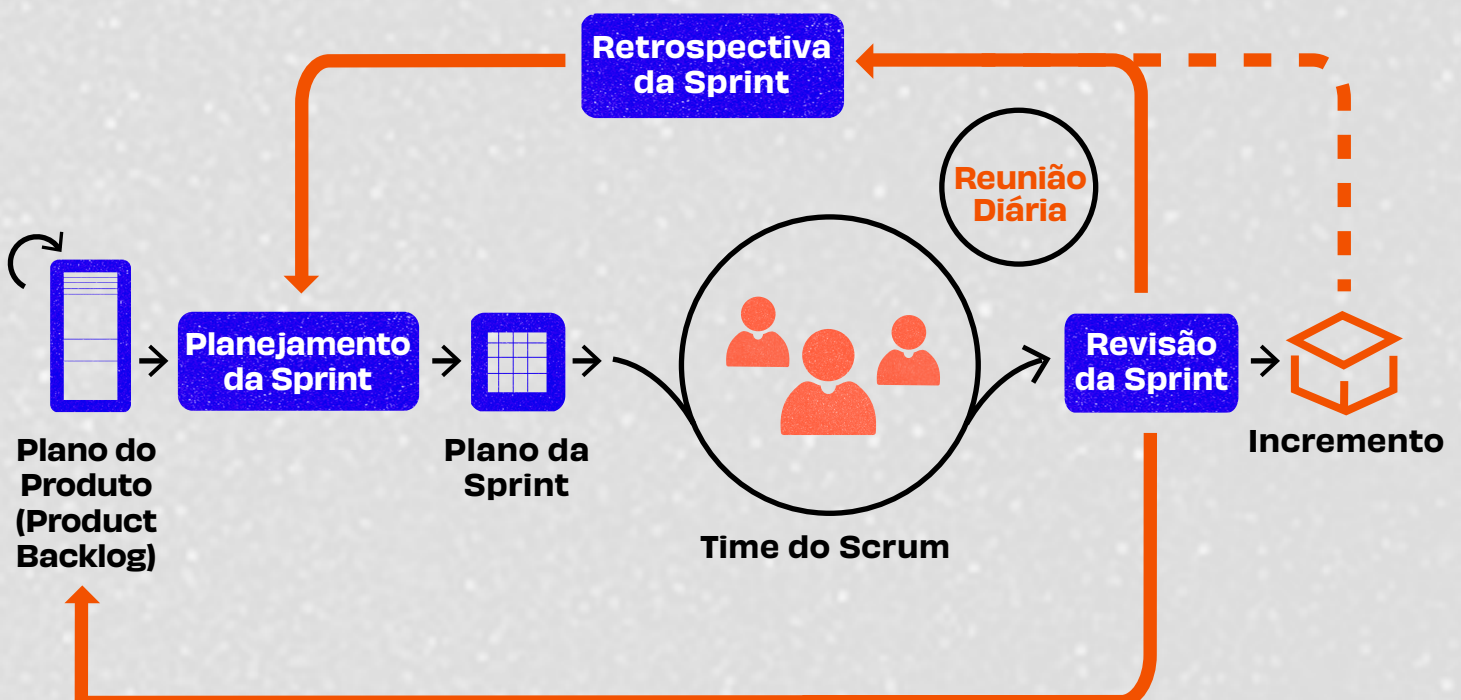 Retrospectiva
da Sprint
Reunião
Diária
Planejamento
da Sprint
Revisão
da Sprint
Plano do
Produto
(Product
Backlog)
Plano da
Sprint
Time do Scrum
Incremento